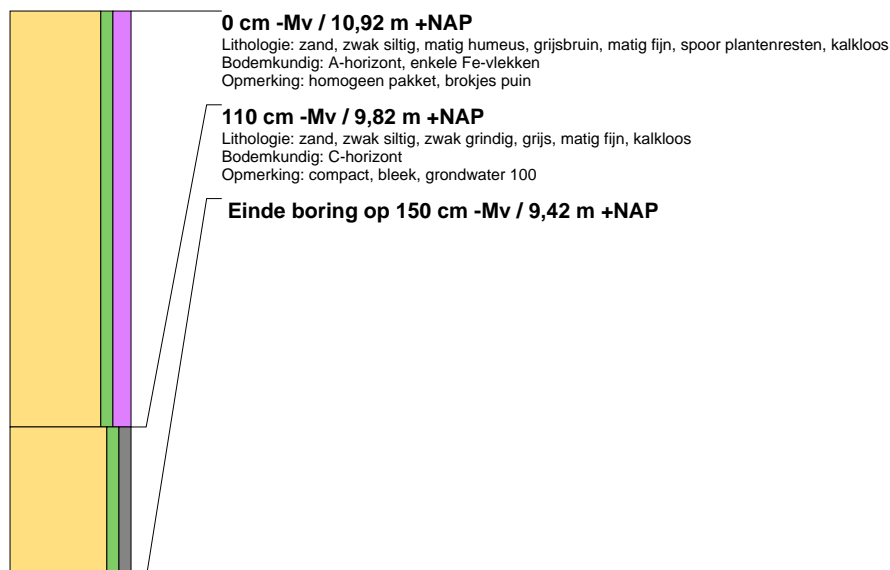 0 cm -Mv / 10,92 m +NAP
Lithologie: zand, zwak siltig, matig humeus, grijsbruin, matig fijn, spoor plantenresten, kalkloos
Bodemkundig: A-horizont, enkele Fe-vlekken
Opmerking: homogeen pakket, brokjes puin
110 cm -Mv / 9,82 m +NAP
Lithologie: zand, zwak siltig, zwak grindig, grijs, matig fijn, kalkloos
Bodemkundig: C-horizont
Opmerking: compact, bleek, grondwater 100
Einde boring op 150 cm -Mv / 9,42 m +NAP